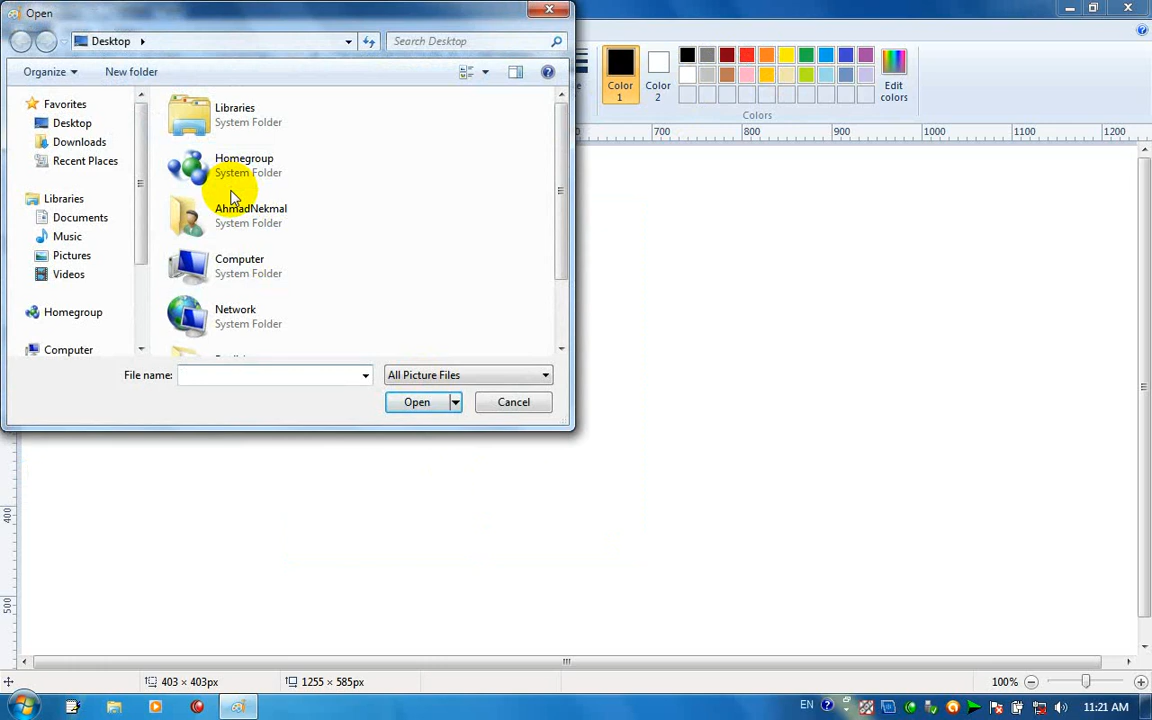 Open
Desktop
Search Desktop
Organize
New folder
Favorites
Desktop
Downloads
Recent Places
Libraries
Documents
Music
Pictures
Videos
Homegroup
Computer
Libraries
System Folder
Homegroup
System Folder
AhmadNekmal
System Folder
Computer
System Folder
Network
System Folder
File name:
All Picture Files
Open
Cancel
Color
1
Color
2
Edit
colors
Colors
700
800
900
1000
1100
1200
400
500
403 × 403px
1255 × 585px
100%
EN
11:21 AM